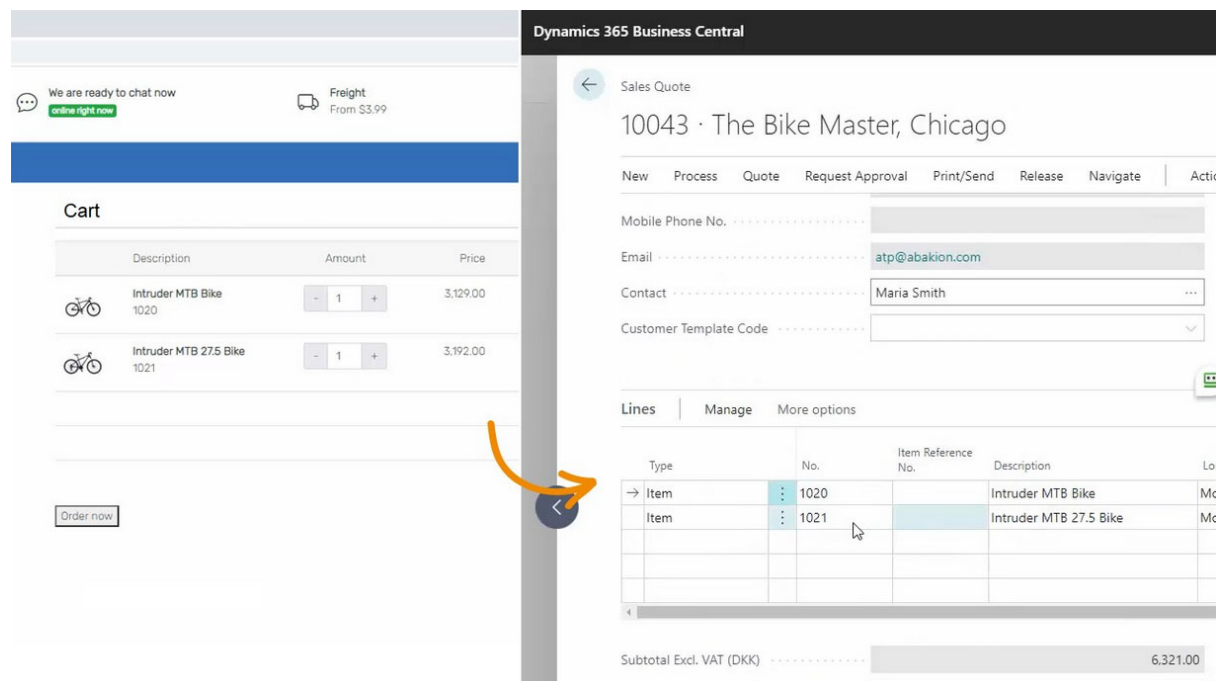 We are ready to chat now
online right now
Freight
From $3.99
Cart
Description Amount Price
Intruder MTB Bike
1020
- 1 +
3,129.00
Intruder MTB 27.5 Bike
1021
- 1 +
3,192.00
Order now
Dynamics 365 Business Central
Sales Quote
10043 · The Bike Master, Chicago
New Process Quote Request Approval Print/Send Release Navigate
Mobile Phone No.
Email atp@abakion.com
Contact Maria Smith
Customer Template Code
Lines Manage More options
Type No. Item Reference No. Description
Item 1020 Intruder MTB Bike
Item 1021 Intruder MTB 27.5 Bike
Subtotal Excl. VAT (DKK) 6,321.00